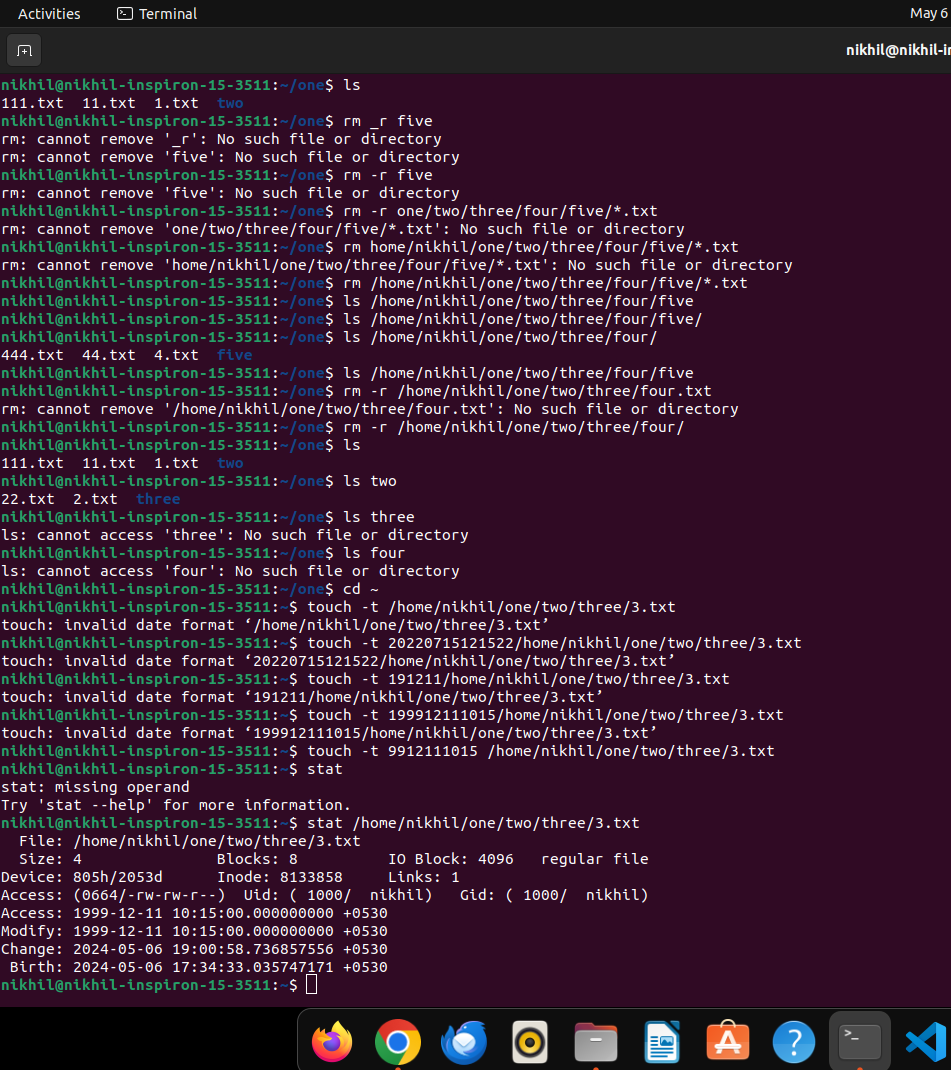 Activities
Terminal
May 6
nikhil@nikhil-in
nikhil@nikhil-inspiron-15-3511:~/one$ ls
111.txt  11.txt  1.txt  two
nikhil@nikhil-inspiron-15-3511:~/one$ rm _r five
rm: cannot remove '_r': No such file or directory
rm: cannot remove 'five': No such file or directory
nikhil@nikhil-inspiron-15-3511:~/one$ rm -r five
rm: cannot remove 'five': No such file or directory
nikhil@nikhil-inspiron-15-3511:~/one$ rm -r one/two/three/four/five/*.txt
rm: cannot remove 'one/two/three/four/five/*.txt': No such file or directory
nikhil@nikhil-inspiron-15-3511:~/one$ rm home/nikhil/one/two/three/four/five/*.txt
rm: cannot remove 'home/nikhil/one/two/three/four/five/*.txt': No such file or directory
nikhil@nikhil-inspiron-15-3511:~/one$ rm /home/nikhil/one/two/three/four/five/*.txt
nikhil@nikhil-inspiron-15-3511:~/one$ ls /home/nikhil/one/two/three/four/five
nikhil@nikhil-inspiron-15-3511:~/one$ ls /home/nikhil/one/two/three/four/five/
nikhil@nikhil-inspiron-15-3511:~/one$ ls /home/nikhil/one/two/three/four/
444.txt  44.txt  4.txt  five
nikhil@nikhil-inspiron-15-3511:~/one$ ls /home/nikhil/one/two/three/four/five
nikhil@nikhil-inspiron-15-3511:~/one$ rm -r /home/nikhil/one/two/three/four.txt
rm: cannot remove '/home/nikhil/one/two/three/four.txt': No such file or directory
nikhil@nikhil-inspiron-15-3511:~/one$ rm -r /home/nikhil/one/two/three/four/
nikhil@nikhil-inspiron-15-3511:~/one$ ls
111.txt  11.txt  1.txt  two
nikhil@nikhil-inspiron-15-3511:~/one$ ls two
22.txt  2.txt  three
nikhil@nikhil-inspiron-15-3511:~/one$ ls three
ls: cannot access 'three': No such file or directory
nikhil@nikhil-inspiron-15-3511:~/one$ ls four
ls: cannot access 'four': No such file or directory
nikhil@nikhil-inspiron-15-3511:~/one$ cd ~
nikhil@nikhil-inspiron-15-3511:~$ touch -t /home/nikhil/one/two/three/3.txt
touch: invalid date format ‘/home/nikhil/one/two/three/3.txt’
nikhil@nikhil-inspiron-15-3511:~$ touch -t 20220715121522/home/nikhil/one/two/three/3.txt
touch: invalid date format ‘20220715121522/home/nikhil/one/two/three/3.txt’
nikhil@nikhil-inspiron-15-3511:~$ touch -t 191211/home/nikhil/one/two/three/3.txt
touch: invalid date format ‘191211/home/nikhil/one/two/three/3.txt’
nikhil@nikhil-inspiron-15-3511:~$ touch -t 199912111015/home/nikhil/one/two/three/3.txt
touch: invalid date format ‘199912111015/home/nikhil/one/two/three/3.txt’
nikhil@nikhil-inspiron-15-3511:~$ touch -t 9912111015 /home/nikhil/one/two/three/3.txt
nikhil@nikhil-inspiron-15-3511:~$ stat
stat: missing operand
Try 'stat --help' for more information.
nikhil@nikhil-inspiron-15-3511:~$ stat /home/nikhil/one/two/three/3.txt
  File: /home/nikhil/one/two/three/3.txt
  Size: 4               Blocks: 8          IO Block: 4096   regular file
Device: 805h/2053d      Inode: 8133858     Links: 1
Access: (0664/-rw-rw-r--)  Uid: ( 1000/  nikhil)   Gid: ( 1000/  nikhil)
Access: 1999-12-11 10:15:00.000000000 +0530
Modify: 1999-12-11 10:15:00.000000000 +0530
Change: 2024-05-06 19:00:58.736857556 +0530
 Birth: 2024-05-06 17:34:33.035747171 +0530
nikhil@nikhil-inspiron-15-3511:~$